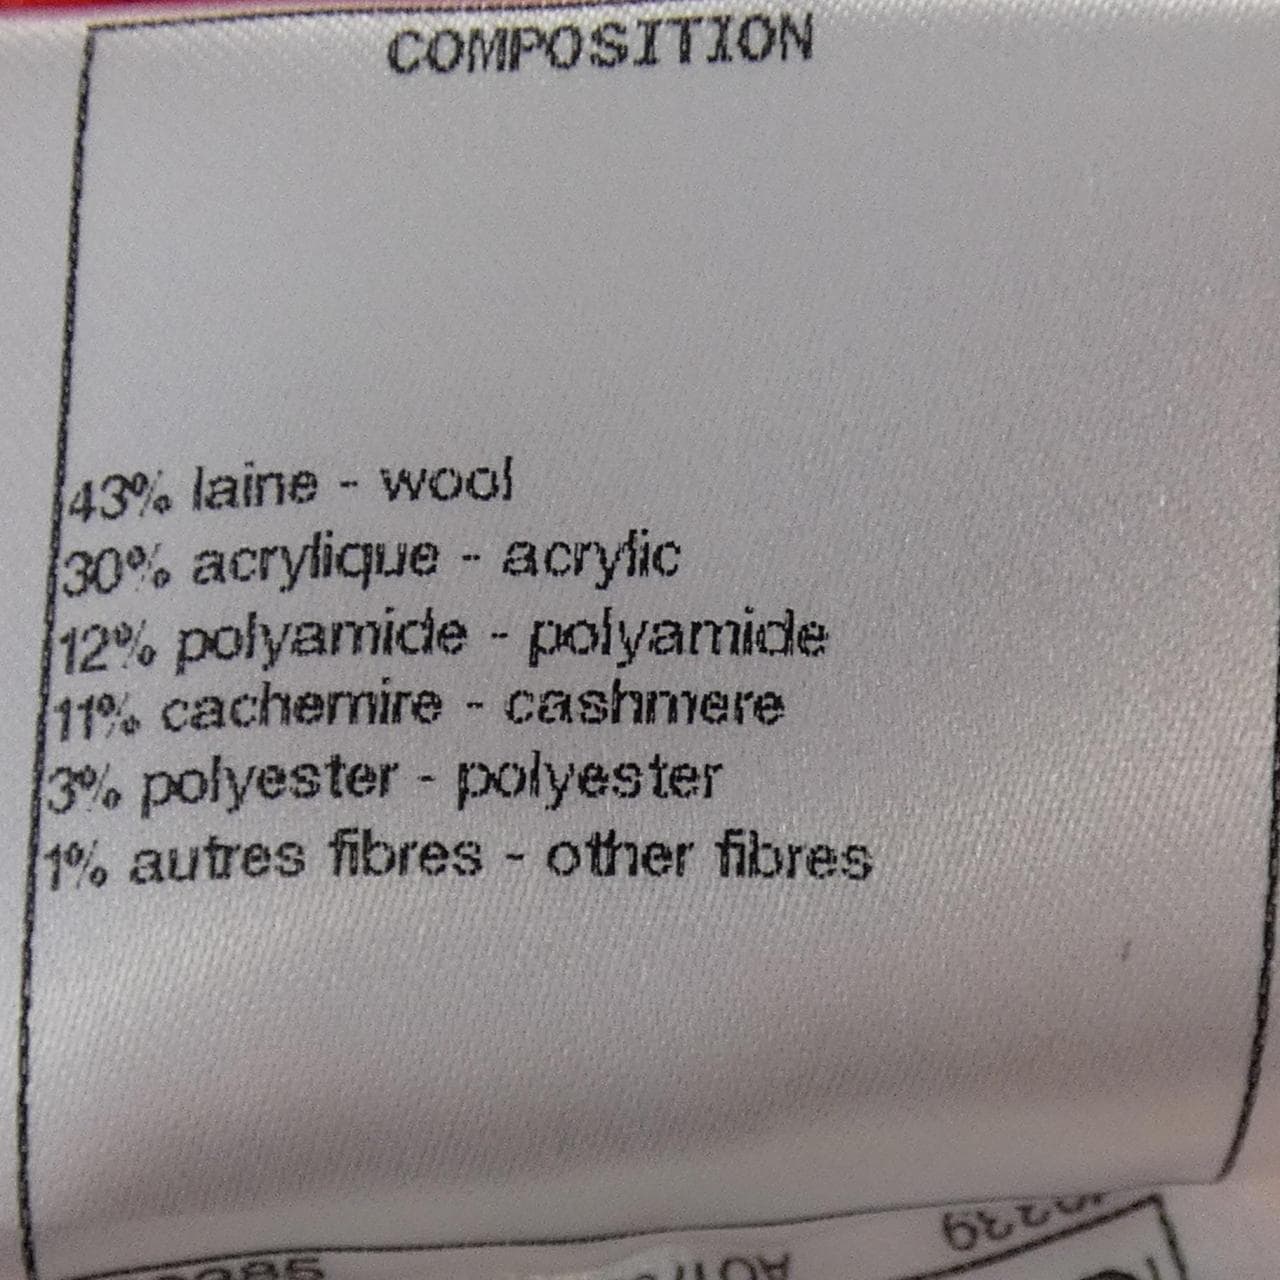 COMPOSITION
43% laine - wool
30% acrylique - acrylic
12% polyamide - polyamide
11% cachemire - cashmere
3% polyester - polyester
1% autres fibres - other fibres